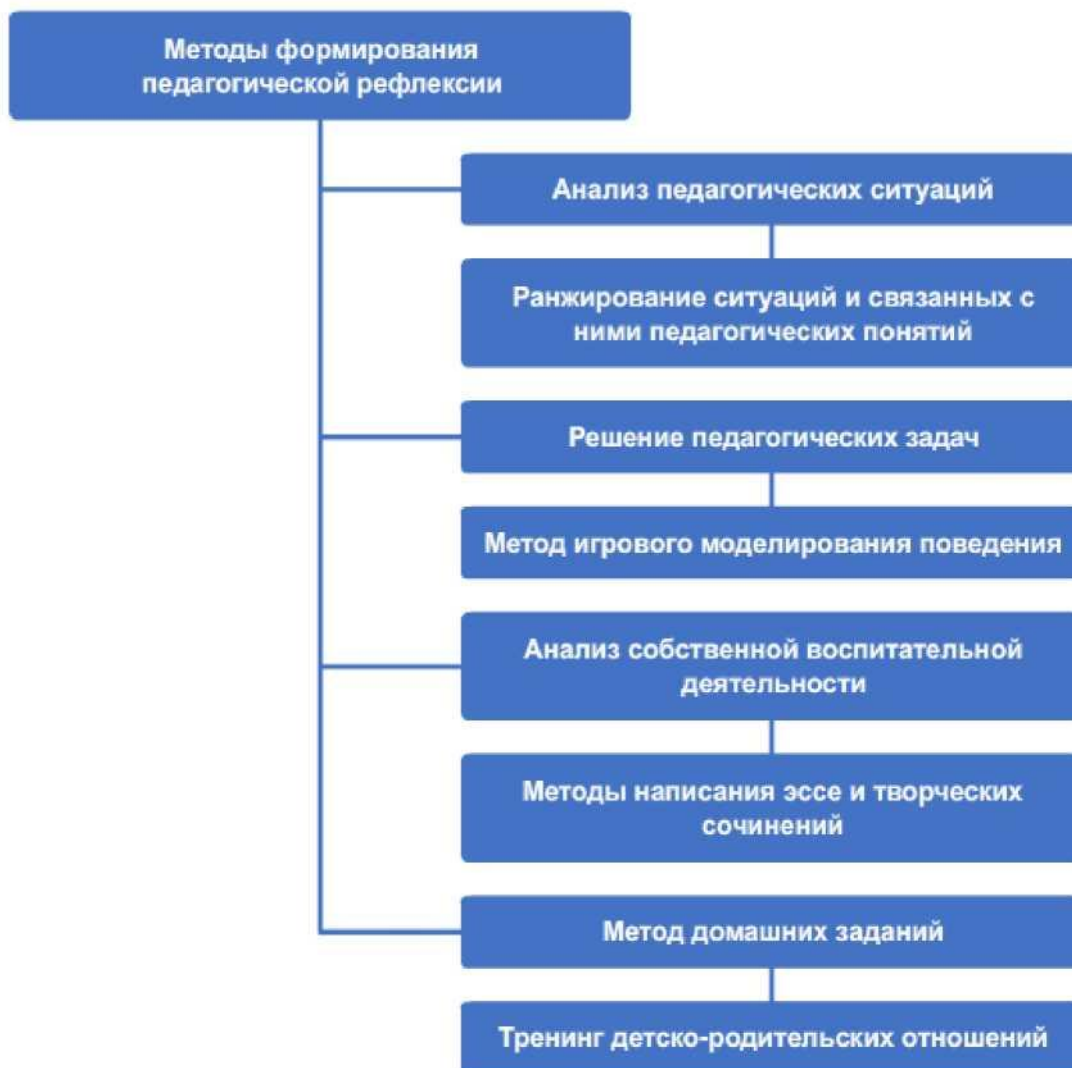 Методы формирования
педагогической рефлексии
Анализ педагогических ситуаций
Ранжирование ситуаций и связанных с
ними педагогических понятий
Решение педагогических задач
Метод игрового моделирования поведения
Анализ собственной воспитательной
деятельности
Методы написания эссе и творческих
сочинений
Метод домашних заданий
Тренинг детско-родительских отношений